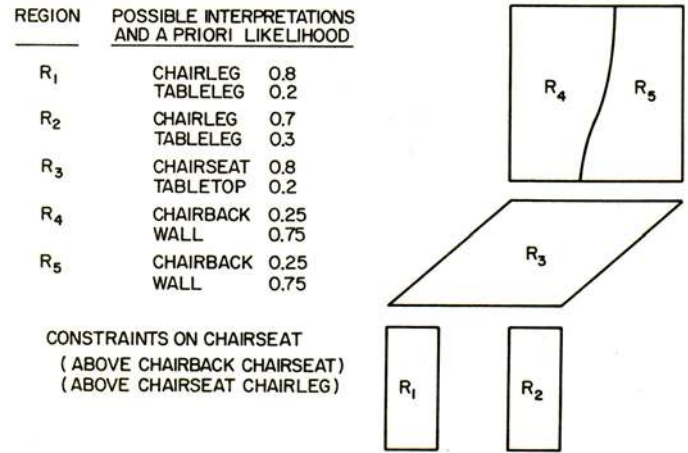 REGION POSSIBLE INTERPRETATIONS
AND A PRIORI LIKELIHOOD
R₁ CHAIRLEG 0.8
TABLELEG 0.2
R₂ CHAIRLEG 0.7
TABLELEG 0.3
R₃ CHAIRSEAT 0.8
TABLETOP 0.2
R₄ CHAIRBACK 0.25
WALL 0.75
R₅ CHAIRBACK 0.25
WALL 0.75
CONSTRAINTS ON CHAIRSEAT
(ABOVE CHAIRBACK CHAIRSEAT)
(ABOVE CHAIRSEAT CHAIRLEG)
R₄ R₅
R₃
R₁ R₂